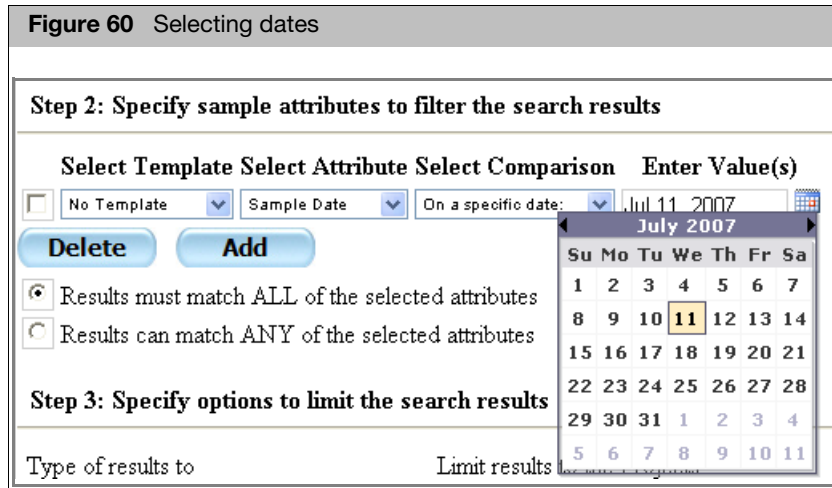 Figure 60 Selecting dates
Step 2: Specify sample attributes to filter the search results
Select Template Select Attribute Select Comparison Enter Value(s)
No Template Sample Date On a specific date: Jul 11, 2007
July 2007
Delete Add
Su Mo Tu We Th Fr Sa
1 2 3 4 5 6 7
Results must match ALL of the selected attributes
8 9 10 11 12 13 14
Results can match ANY of the selected attributes
15 16 17 18 19 20 21
22 23 24 25 26 27 28
Step 3: Specify options to limit the search results
29 30 31 1 2 3 4
5 6 7 8 9 10 11
Type of results to Limit results